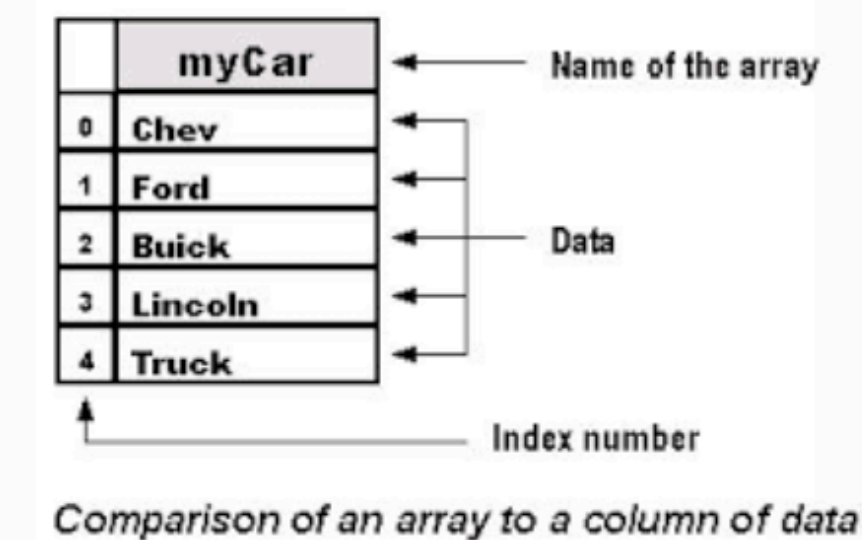 myCar
Name of the array
0 Chev
1 Ford
2 Buick
Data
3 Lincoln
4 Truck
Index number
Comparison of an array to a column of data